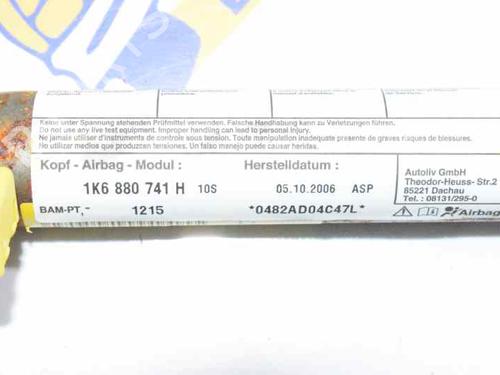 Keine unter Spannung stehenden Prüfmittel verwenden. Falsche Handhabung kann zu Verletzungen führen.
Do not use any live test equipment. Improper handling can lead to personal injury.
Ne jamais utiliser d'instruments de controle sous tension. Toute manipulation inadéquate présente de graves risques de blessures.
No utilizar medios que produzcan tensiones. Un falso manejo puede causar heridas.
Kopf - Airbag - Modul :
Herstelldatum :
1K6 880 741 H 10S
05.10.2006 ASP
BAM-PT,- 1215
*0482AD04C47L*
Autoliv GmbH
Theodor-Heuss- Str.2
85221 Dachau
Tel. : 08131/295-0
Airbag